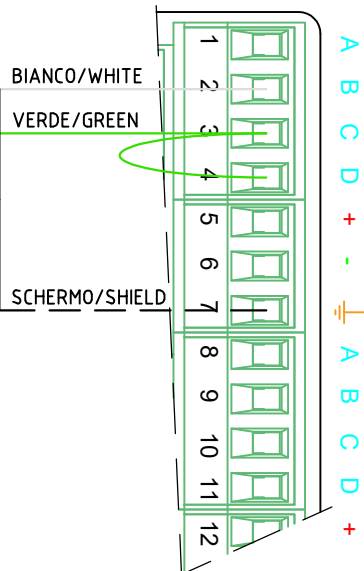 1 A
BIANCO/WHITE 2 B
VERDE/GREEN 3 C
4 D
5 +
6 -
SCHERMO/SHIELD 7
8 A
9 B
10 C
11 D
12 +